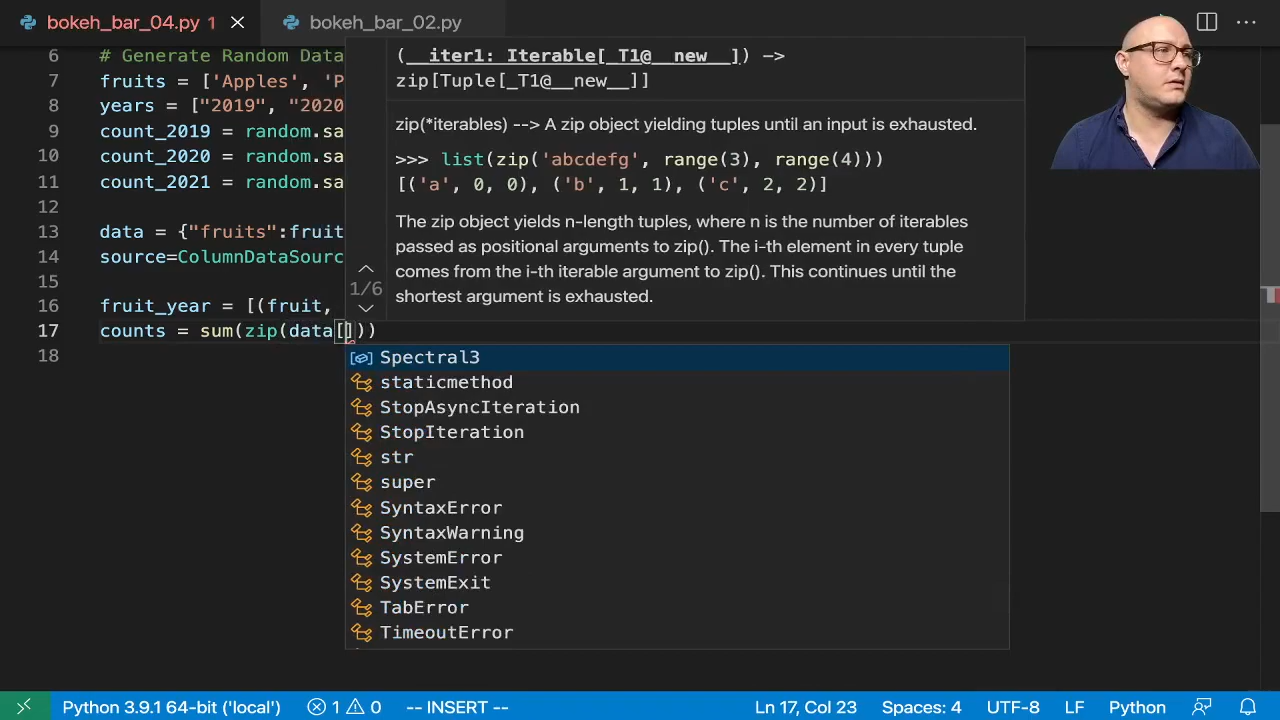 bokeh_bar_04.py 1
bokeh_bar_02.py
6 # Generate Random Data
7 fruits = ['Apples', 'P
8 years = ["2019", "2020
9 count_2019 = random.sa
10 count_2020 = random.sa
11 count_2021 = random.sa
12
13 data = {"fruits":fruit
14 source=ColumnDataSourc
15
16 fruit_year = [(fruit,
17 counts = sum(zip(data[]))
18
(__iter1: Iterable[_T1@__new__]) ->
zip[Tuple[_T1@__new__]]
zip(*iterables) --> A zip object yielding tuples until an input is exhausted.
>>> list(zip('abcdefg', range(3), range(4)))
[('a', 0, 0), ('b', 1, 1), ('c', 2, 2)]
The zip object yields n-length tuples, where n is the number of iterables
passed as positional arguments to zip(). The i-th element in every tuple
comes from the i-th iterable argument to zip(). This continues until the
shortest argument is exhausted.
1/6
Spectral3
staticmethod
StopAsyncIteration
StopIteration
str
super
SyntaxError
SyntaxWarning
SystemError
SystemExit
TabError
TimeoutError
Python 3.9.1 64-bit ('local')
1
0
-- INSERT --
Ln 17, Col 23
Spaces: 4
UTF-8
LF
Python